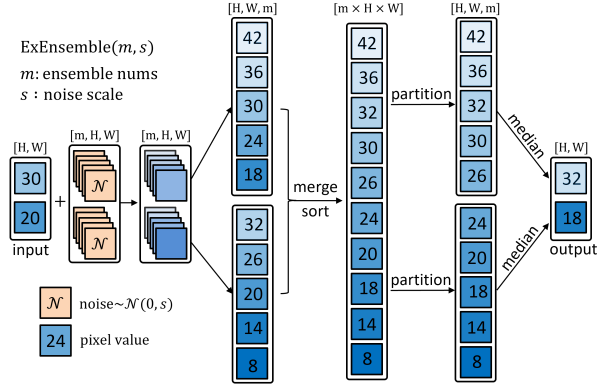 ExEnsemble(m, s)
m: ensemble nums
s : noise scale
[H, W]
30
20
input
+
[m, H, W]
𝒩
𝒩
[m, H, W]
[H, W, m]
42
36
30
24
18
32
26
20
14
8
merge
sort
[m × H × W]
42
36
32
30
26
24
20
18
14
8
partition
partition
[H, W, m]
42
36
32
30
26
24
20
18
14
8
median
median
[H, W]
32
18
output
𝒩 noise~𝒩(0, s)
24 pixel value